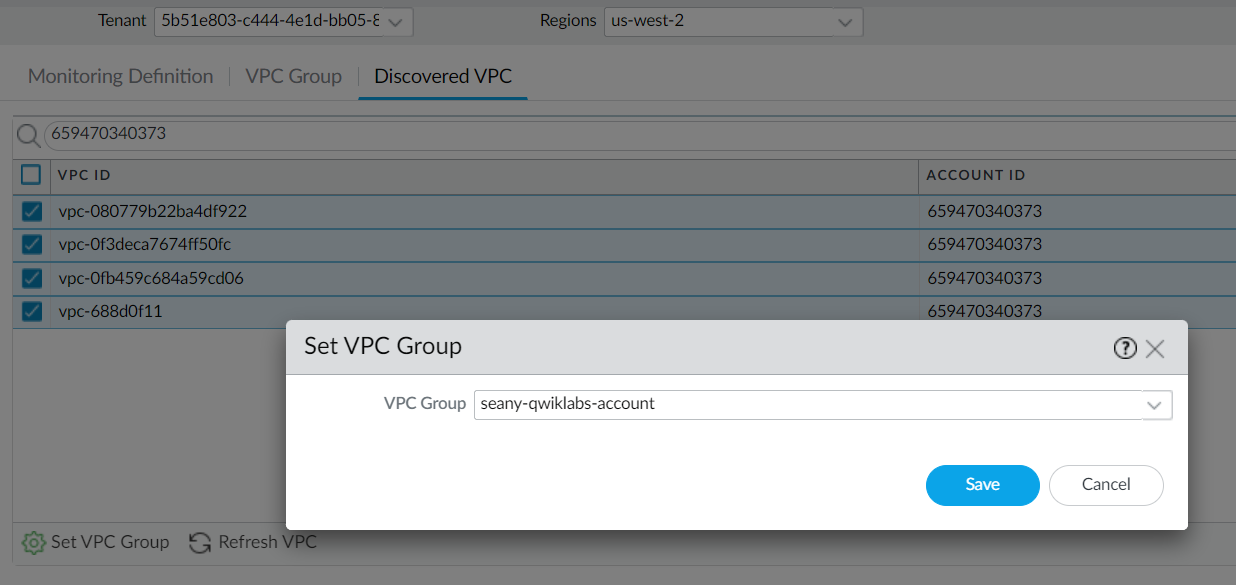 Tenant 5b51e803-c444-4e1d-bb05-8 Regions us-west-2
Monitoring Definition VPC Group Discovered VPC
659470340373
VPC ID ACCOUNT ID
vpc-080779b22ba4df922 659470340373
vpc-0f3deca7674ff50fc 659470340373
vpc-0fb459c684a59cd06 659470340373
vpc-688d0f11 659470340373
Set VPC Group ?
VPC Group seany-qwiklabs-account
Save Cancel
Set VPC Group Refresh VPC